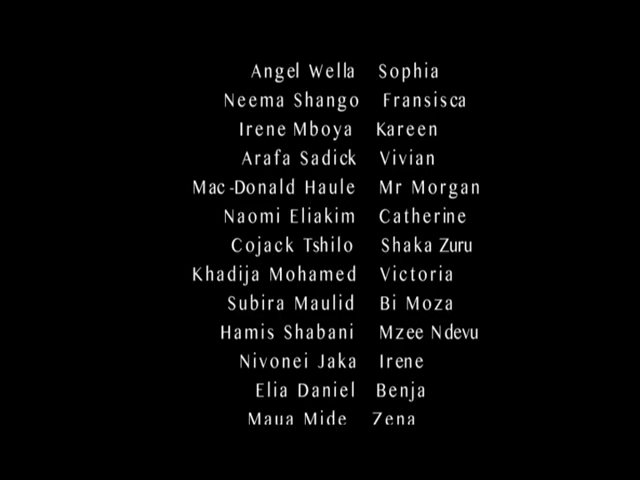 Angel Wella Sophia
Neema Shango Fransisca
Irene Mboya Kareen
Arafa Sadick Vivian
Mac-Donald Haule Mr Morgan
Naomi Eliakim Catherine
Cojack Tshilo Shaka Zuru
Khadija Mohamed Victoria
Subira Maulid Bi Moza
Hamis Shabani Mzee Ndevu
Nivonei Jaka Irene
Elia Daniel Benja
Maua Mide Zena